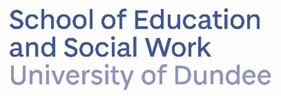 School of Education
and Social Work
University of Dundee